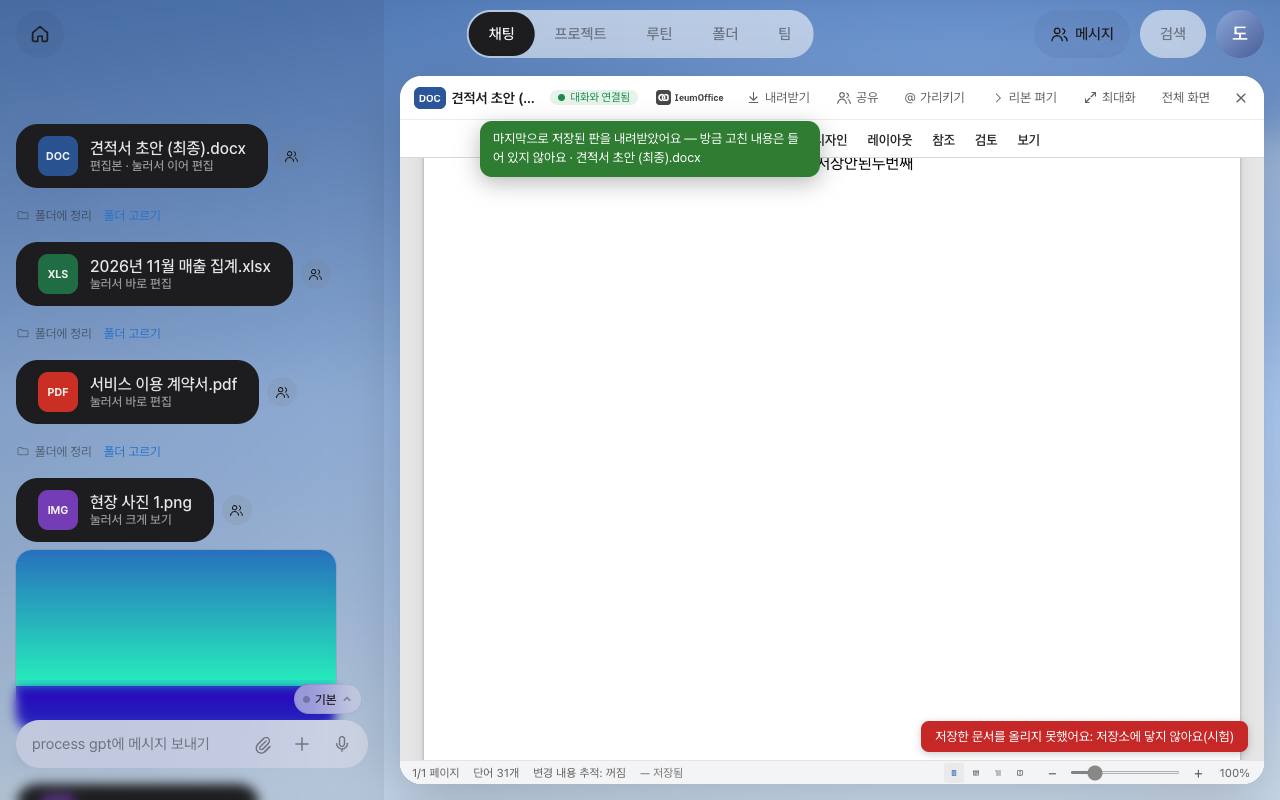 채팅
프로젝트
루틴
폴더
팀
메시지
검색
도
DOC
견적서 초안 (최종).docx
편집본 · 눌러서 이어 편집
폴더에 정리
폴더 고르기
XLS
2026년 11월 매출 집계.xlsx
눌러서 바로 편집
폴더에 정리
폴더 고르기
PDF
서비스 이용 계약서.pdf
눌러서 바로 편집
폴더에 정리
폴더 고르기
IMG
현장 사진 1.png
눌러서 크게 보기
기본
process gpt에 메시지 보내기
DOC
견적서 초안 (...
대화와 연결됨
IeumOffice
내려받기
공유
@ 가리키기
리본 펴기
최대화
전체 화면
마지막으로 저장된 판을 내려받았어요 — 방금 고친 내용은 들
어 있지 않아요 · 견적서 초안 (최종).docx
레이아웃
참조
검토
보기
저장안된두번째
저장한 문서를 올리지 못했어요: 저장소에 닿지 않아요(시험)
1/1 페이지
단어 31개
변경 내용 추적: 꺼짐
— 저장됨
100%